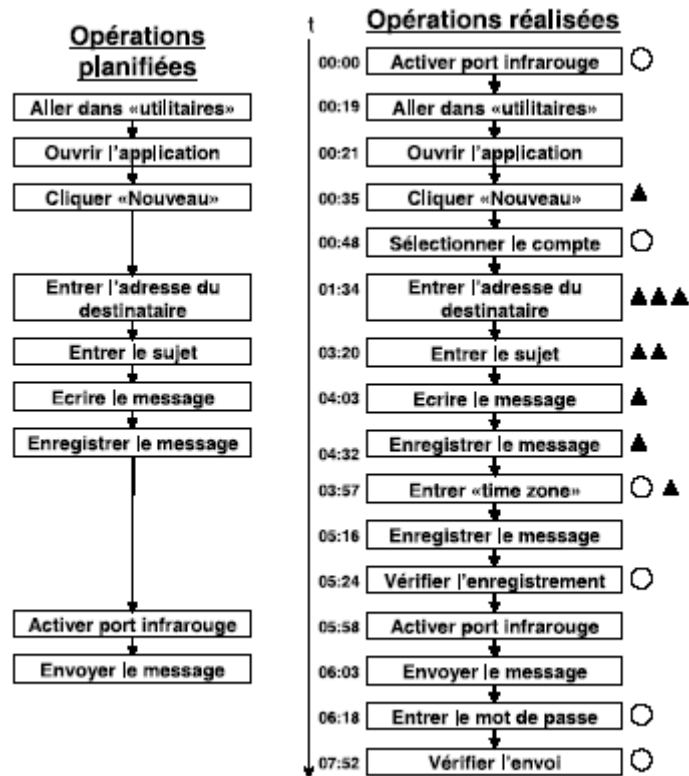 Opérations
planifiées
Aller dans «utilitaires»
Ouvrir l'application
Cliquer «Nouveau»
Entrer l'adresse du
destinataire
Entrer le sujet
Ecrire le message
Enregistrer le message
Activer port infrarouge
Envoyer le message
t
Opérations réalisées
00:00 Activer port infrarouge
00:19 Aller dans «utilitaires»
00:21 Ouvrir l'application
00:35 Cliquer «Nouveau»
00:48 Sélectionner le compte
01:34 Entrer l'adresse du
destinataire
03:20 Entrer le sujet
04:03 Ecrire le message
04:32 Enregistrer le message
03:57 Entrer «time zone»
05:16 Enregistrer le message
05:24 Vérifier l'enregistrement
05:58 Activer port infrarouge
06:03 Envoyer le message
06:18 Entrer le mot de passe
07:52 Vérifier l'envoi